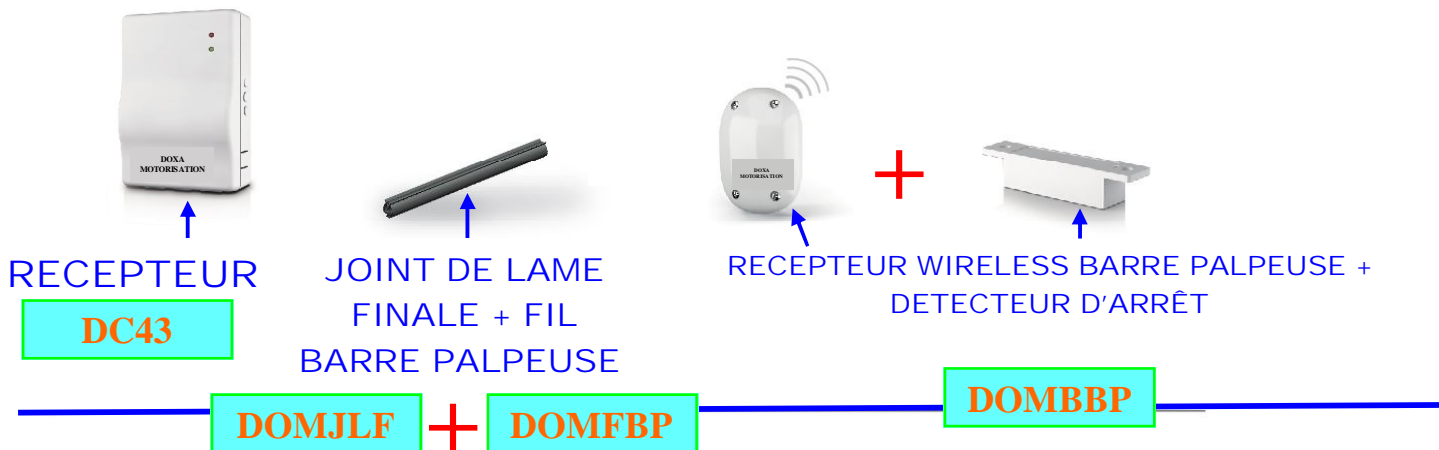 DOXA
MOTORISATION
DOXA
MOTORISATION
RECEPTEUR
DC43
JOINT DE LAME
FINALE + FIL
BARRE PALPEUSE
RECEPTEUR WIRELESS BARRE PALPEUSE +
DETECTEUR D'ARRÊT
DOMJLF + DOMFBP
DOMBBP